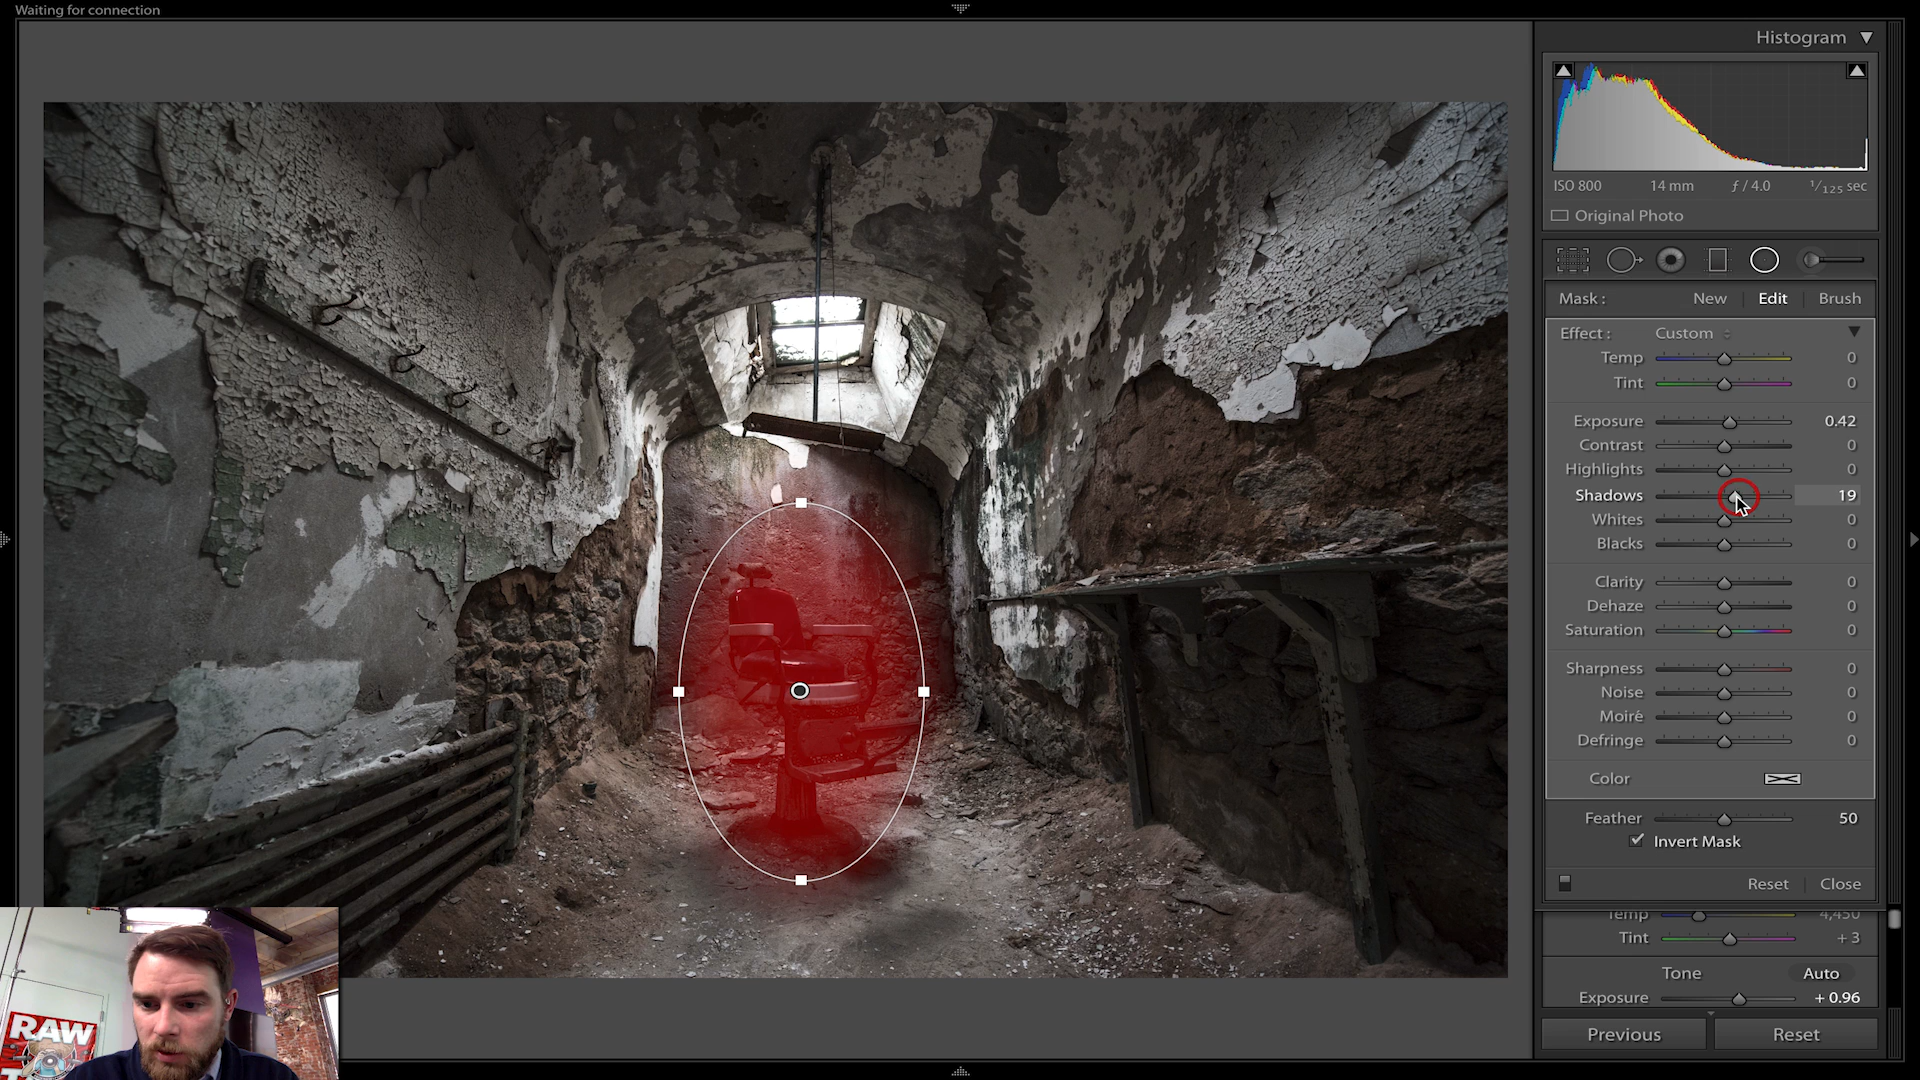 Waiting for connection
Histogram
ISO 800 14 mm ƒ / 4.0 1/125 sec
Original Photo
Mask : New Edit Brush
Effect : Custom
Temp 0
Tint 0
Exposure 0.42
Contrast 0
Highlights 0
Shadows 19
Whites 0
Blacks 0
Clarity 0
Dehaze 0
Saturation 0
Sharpness 0
Noise 0
Moiré 0
Defringe 0
Color
Feather 50
Invert Mask
Reset Close
Temp 4,450
Tint + 3
Tone Auto
Exposure + 0.96
Previous Reset
RAW